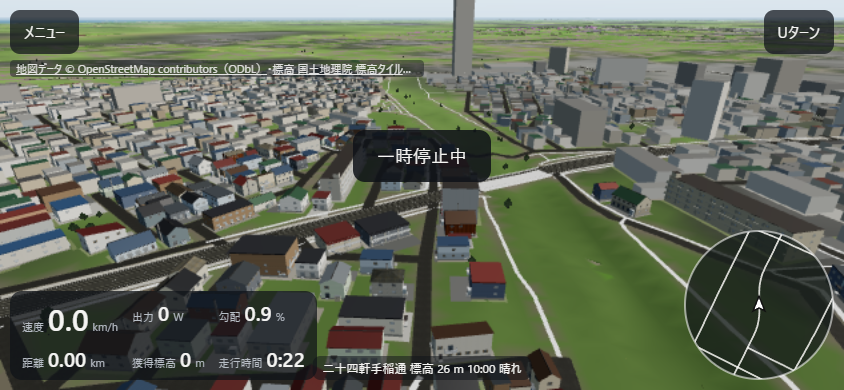 メニュー
Uターン
地図データ © OpenStreetMap contributors（ODbL）・標高 国土地理院 標高タイル...
一時停止中
速度 0.0 km/h 出力 0 W 勾配 0.9 %
距離 0.00 km 獲得標高 0 m 走行時間 0:22
二十四軒手稲通 標高 26 m 10:00 晴れ